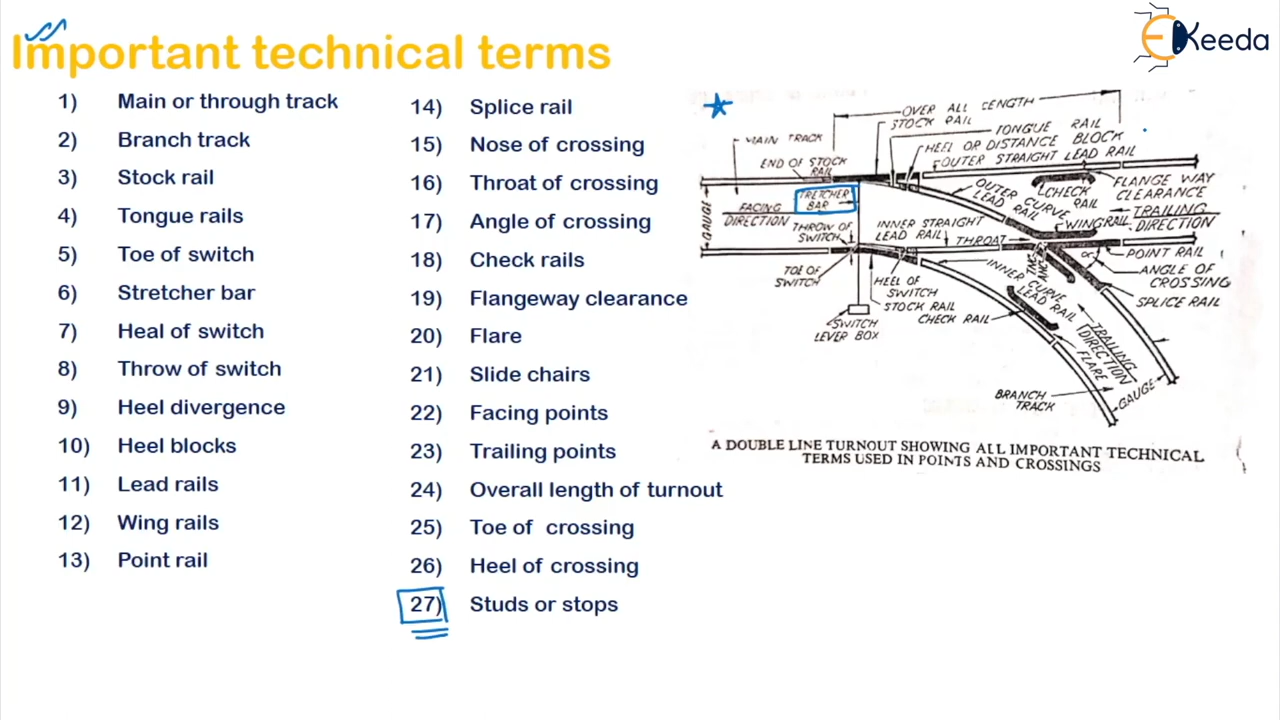 Important technical terms
EKeeda
1) Main or through track
2) Branch track
3) Stock rail
4) Tongue rails
5) Toe of switch
6) Stretcher bar
7) Heal of switch
8) Throw of switch
9) Heel divergence
10) Heel blocks
11) Lead rails
12) Wing rails
13) Point rail
14) Splice rail
15) Nose of crossing
16) Throat of crossing
17) Angle of crossing
18) Check rails
19) Flangeway clearance
20) Flare
21) Slide chairs
22) Facing points
23) Trailing points
24) Overall length of turnout
25) Toe of crossing
26) Heel of crossing
27) Studs or stops
OVER ALL LENGTH
STOCK RAIL
TONGUE RAIL
MAIN TRACK
HEEL OR DISTANCE BLOCK
OUTER STRAIGHT LEAD RAIL
END OF STOCK
RAIL
FLANGE WAY
CLEARANCE
CHECK
RAIL
OUTER CURVE
LEAD RAIL
TRETCHER
BAR
GAUGE
FACING
DIRECTION
THROW OF
SWITCH
INNER STRAIGHT
LEAD RAIL
THROAT
WING RAIL
TRAILING
DIRECTION
POINT RAIL
α
ANGLE OF
CROSSING
SPLICE RAIL
TOE OF
SWITCH
HEEL OF
SWITCH
INNER CURVE
LEAD RAIL
STOCK RAIL
CHECK RAIL
SWITCH
LEVER BOX
TRAILING
DIRECTION
FLARE
BRANCH
TRACK
GAUGE
A DOUBLE LINE TURNOUT SHOWING ALL IMPORTANT TECHNICAL
TERMS USED IN POINTS AND CROSSINGS